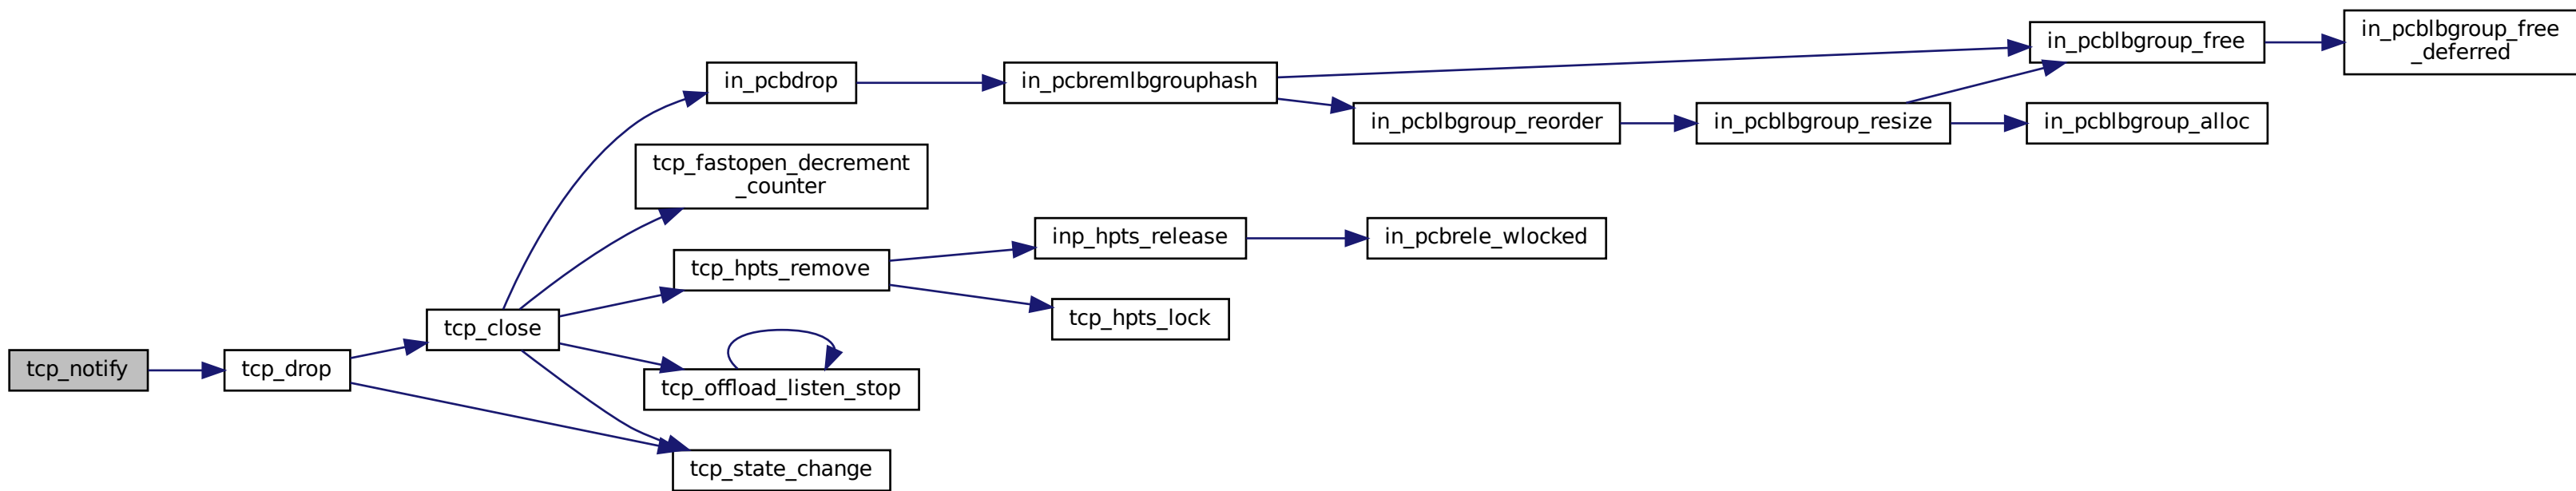 in_pcblbgroup_free
_deferred
in_pcblbgroup_free
in_pcbdrop
in_pcbremlbgrouphash
in_pcblbgroup_reorder
in_pcblbgroup_resize
in_pcblbgroup_alloc
tcp_fastopen_decrement
_counter
inp_hpts_release
in_pcbrele_wlocked
tcp_hpts_remove
tcp_hpts_lock
tcp_close
tcp_notify
tcp_drop
tcp_offload_listen_stop
tcp_state_change